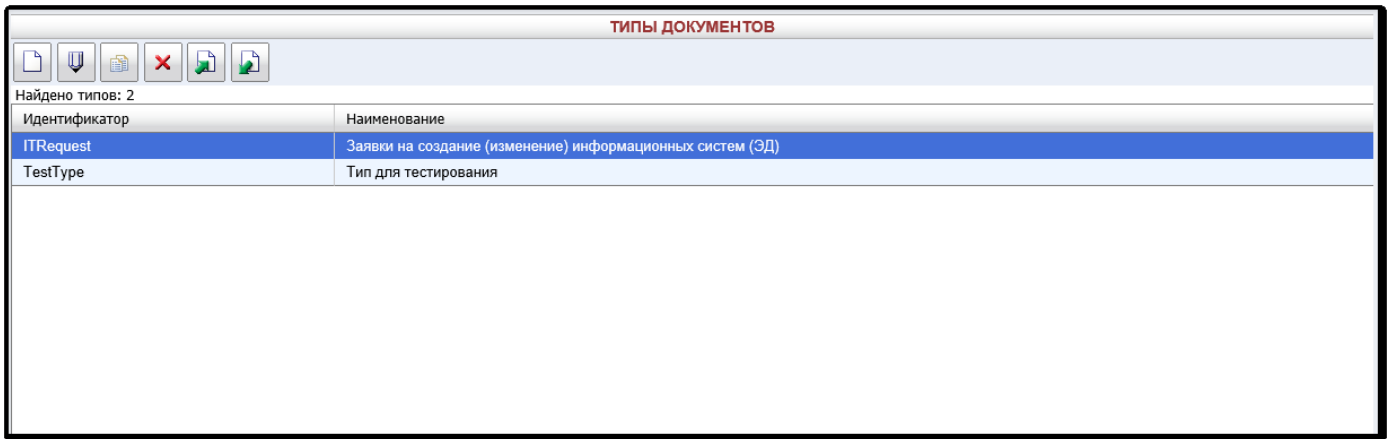 ТИПЫ ДОКУМЕНТОВ
Найдено типов: 2
Идентификатор Наименование
ITRequest Заявки на создание (изменение) информационных систем (ЭД)
TestType Тип для тестирования